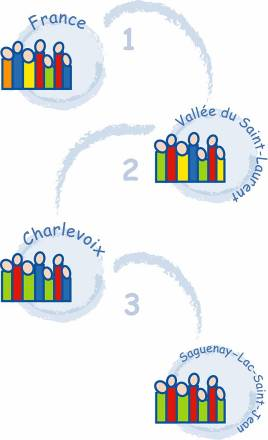 France
1
Vallée du Saint-Laurent
2
Charlevoix
3
Saguenay-Lac-Saint-Jean